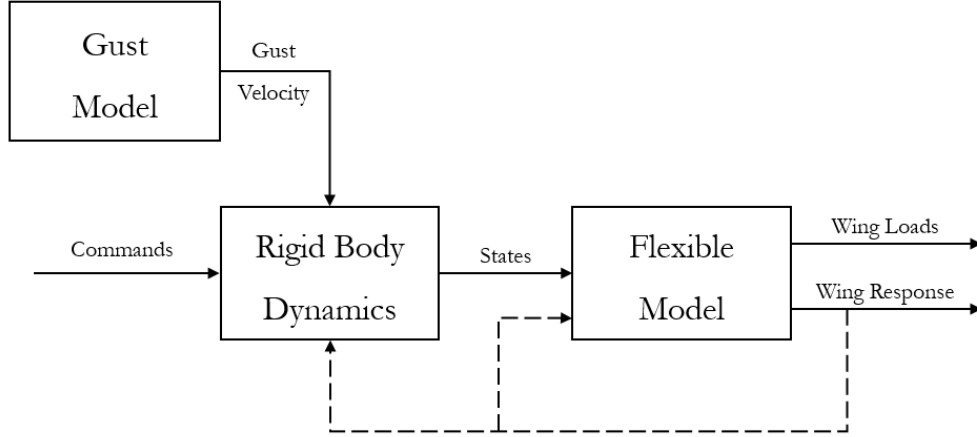 Gust
Model
Gust
Velocity
Commands
Rigid Body
Dynamics
States
Flexible
Model
Wing Loads
Wing Response